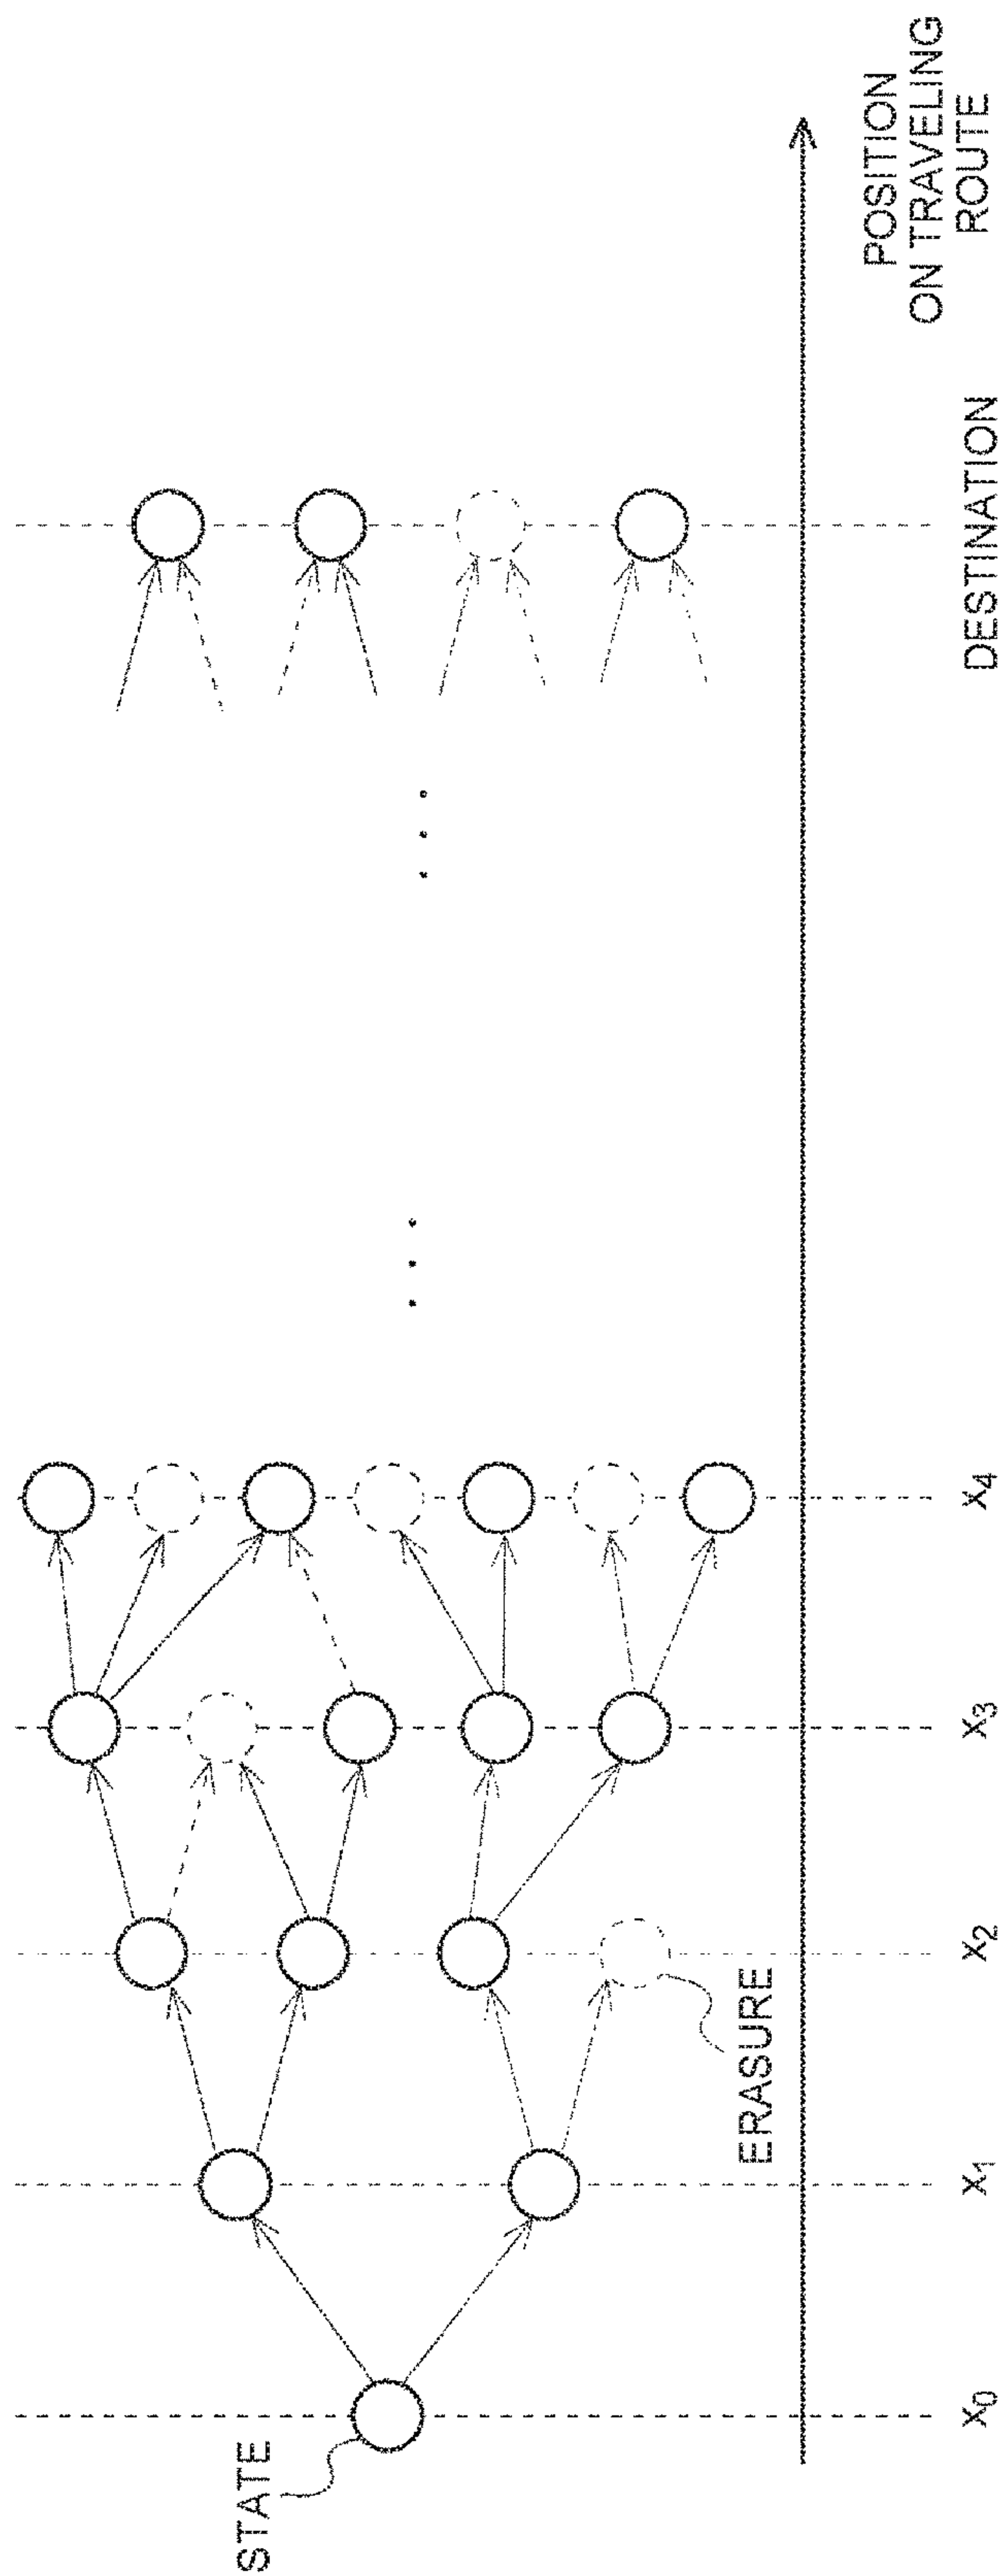 STATE
ERASURE
X0
X1
X2
X3
X4
DESTINATION
POSITION
ON TRAVELING
ROUTE